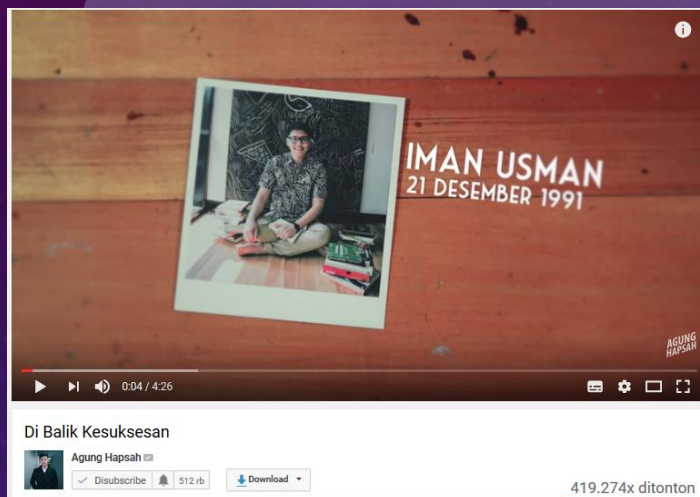 IMAN USMAN
21 DESEMBER 1991
AGUNG
HAPSAH
0:04 / 4:26
Di Balik Kesuksesan
Agung Hapsah
Disubscribe 512 rb
Download
419.274x ditonton